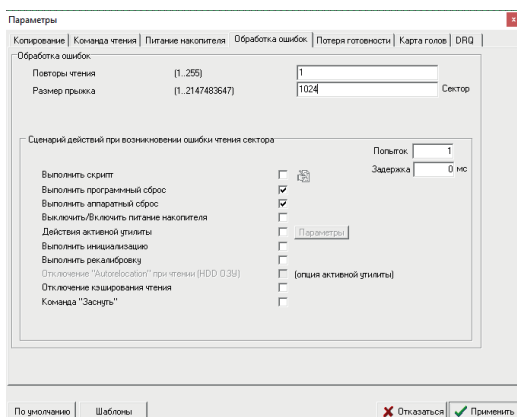 Параметры
x
Копирование Команда чтения Питание накопителя Обработка ошибок Потеря готовности Карта голов DRQ
Обработка ошибок
Повторы чтения (1..255) 1
Размер прыжка (1..2147483647) 1024 Сектор
Сценарий действий при возникновении ошибки чтения сектора
Попыток 1
Задержка 0 мс
Выполнить скрипт
Выполнить программный сброс
Выполнить аппаратный сброс
Выключить/Включить питание накопителя
Действия активной утилиты Параметры
Выполнить инициализацию
Выполнить рекалибровку
Отключение "Autorelocation" при чтении (HDD ОЗУ) (опция активной утилиты)
Отключение кэширования чтения
Команда "Заснуть"
По умолчанию Шаблоны Отказаться Применить